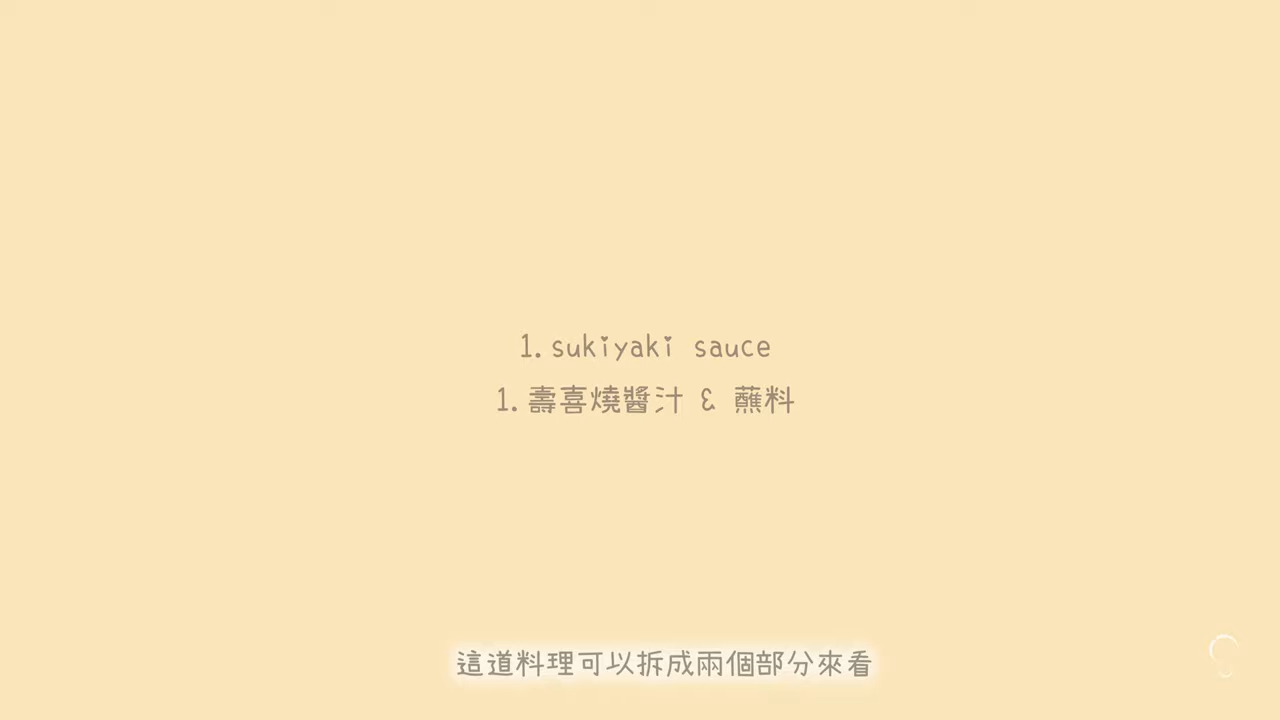 1. sukiyaki sauce
1. 壽喜燒醬汁 & 蘸料
這道料理可以拆成兩個部分來看